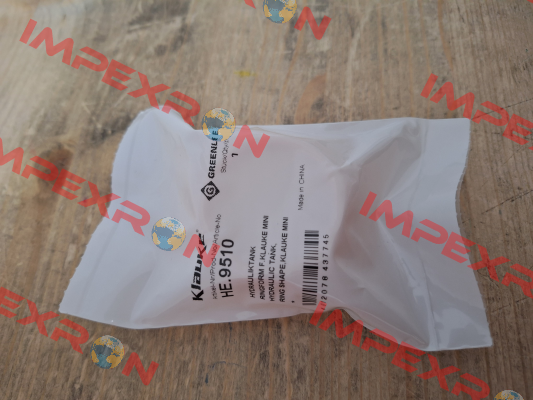 Klauke®
HE.9510
HYDRAULIKTANK
RINGFORM F.KLAUKE MINI
HYDRAULIC TANK,
RING SHAPE,KLAUKE MINI
GREENLEE
1
Made in CHINA
IMPEXRON
IMPEXRON
IMPEXRON
IMPEXRON
IMPEXRON
IMPEXRON